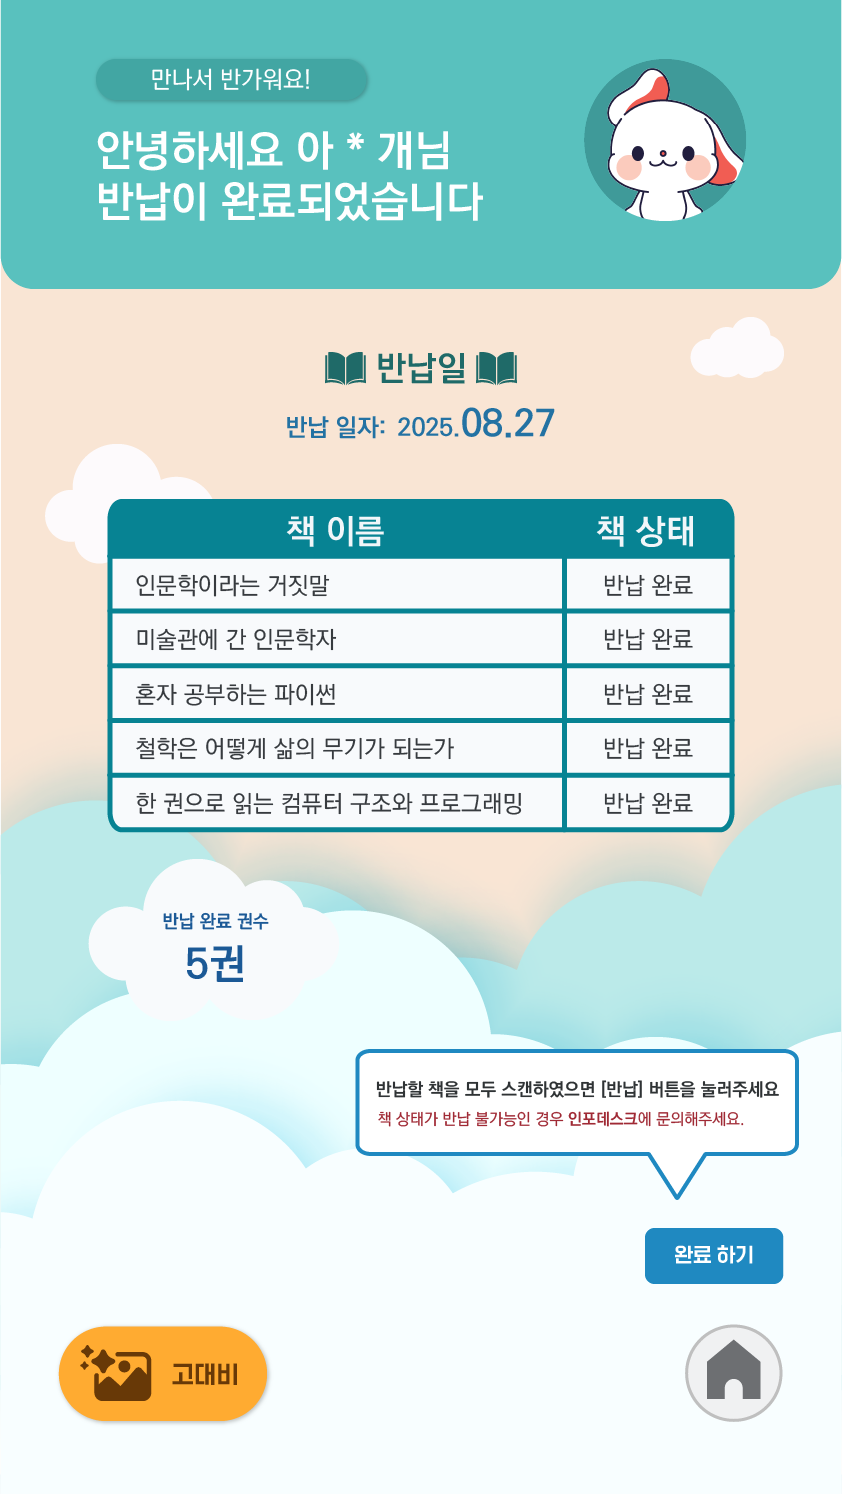 만나서 반가워요!
안녕하세요 아 * 개님
반납이 완료되었습니다
반납일
반납 일자: 2025.08.27
책 이름 책 상태
인문학이라는 거짓말 반납 완료
미술관에 간 인문학자 반납 완료
혼자 공부하는 파이썬 반납 완료
철학은 어떻게 삶의 무기가 되는가 반납 완료
한 권으로 읽는 컴퓨터 구조와 프로그래밍 반납 완료
반납 완료 권수
5권
반납할 책을 모두 스캔하였으면 [반납] 버튼을 눌러주세요
책 상태가 반납 불가능인 경우 인포데스크에 문의해주세요.
완료 하기
고대비